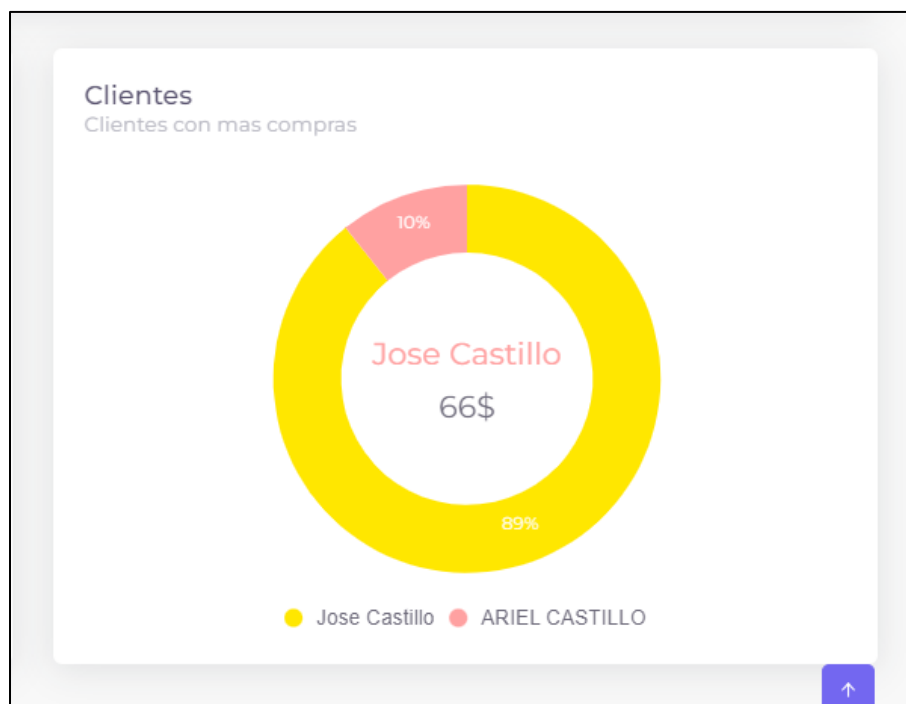 Clientes
Clientes con mas compras
10%
Jose Castillo
66$
89%
Jose Castillo ARIEL CASTILLO